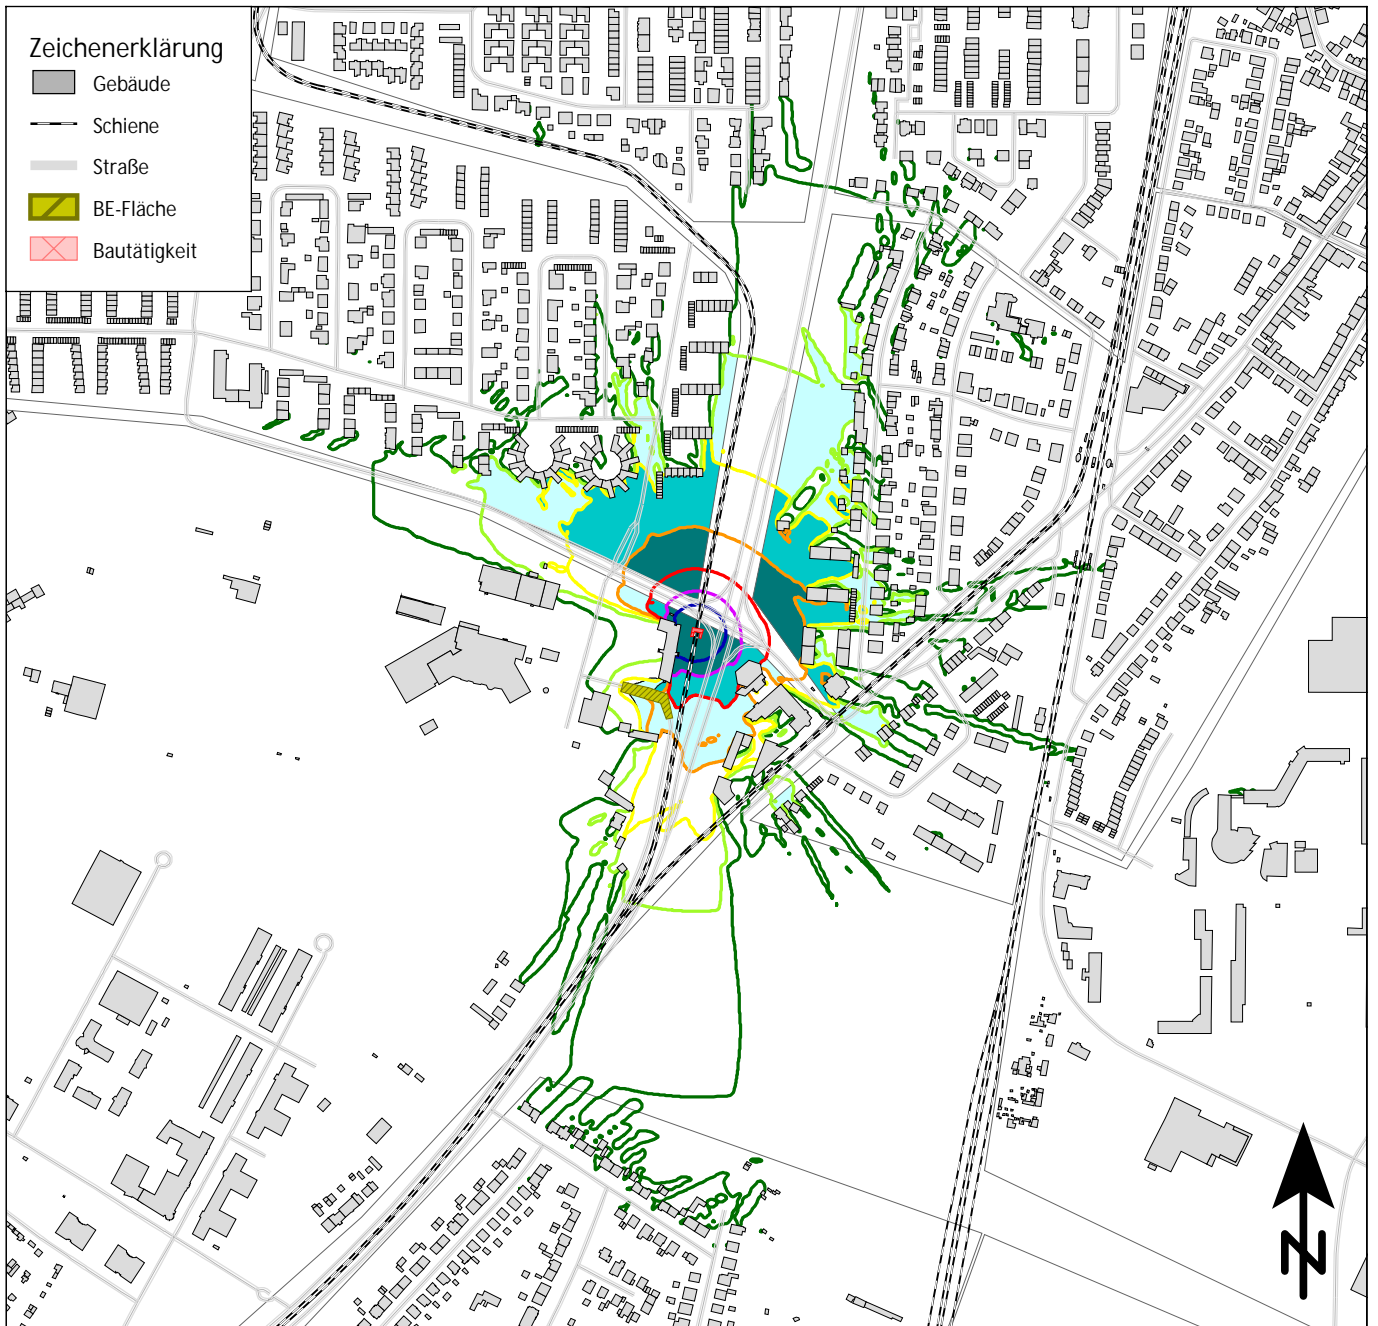 Zeichenerklärung
Gebäude
Schiene
Straße
BE-Fläche
Bautätigkeit
N